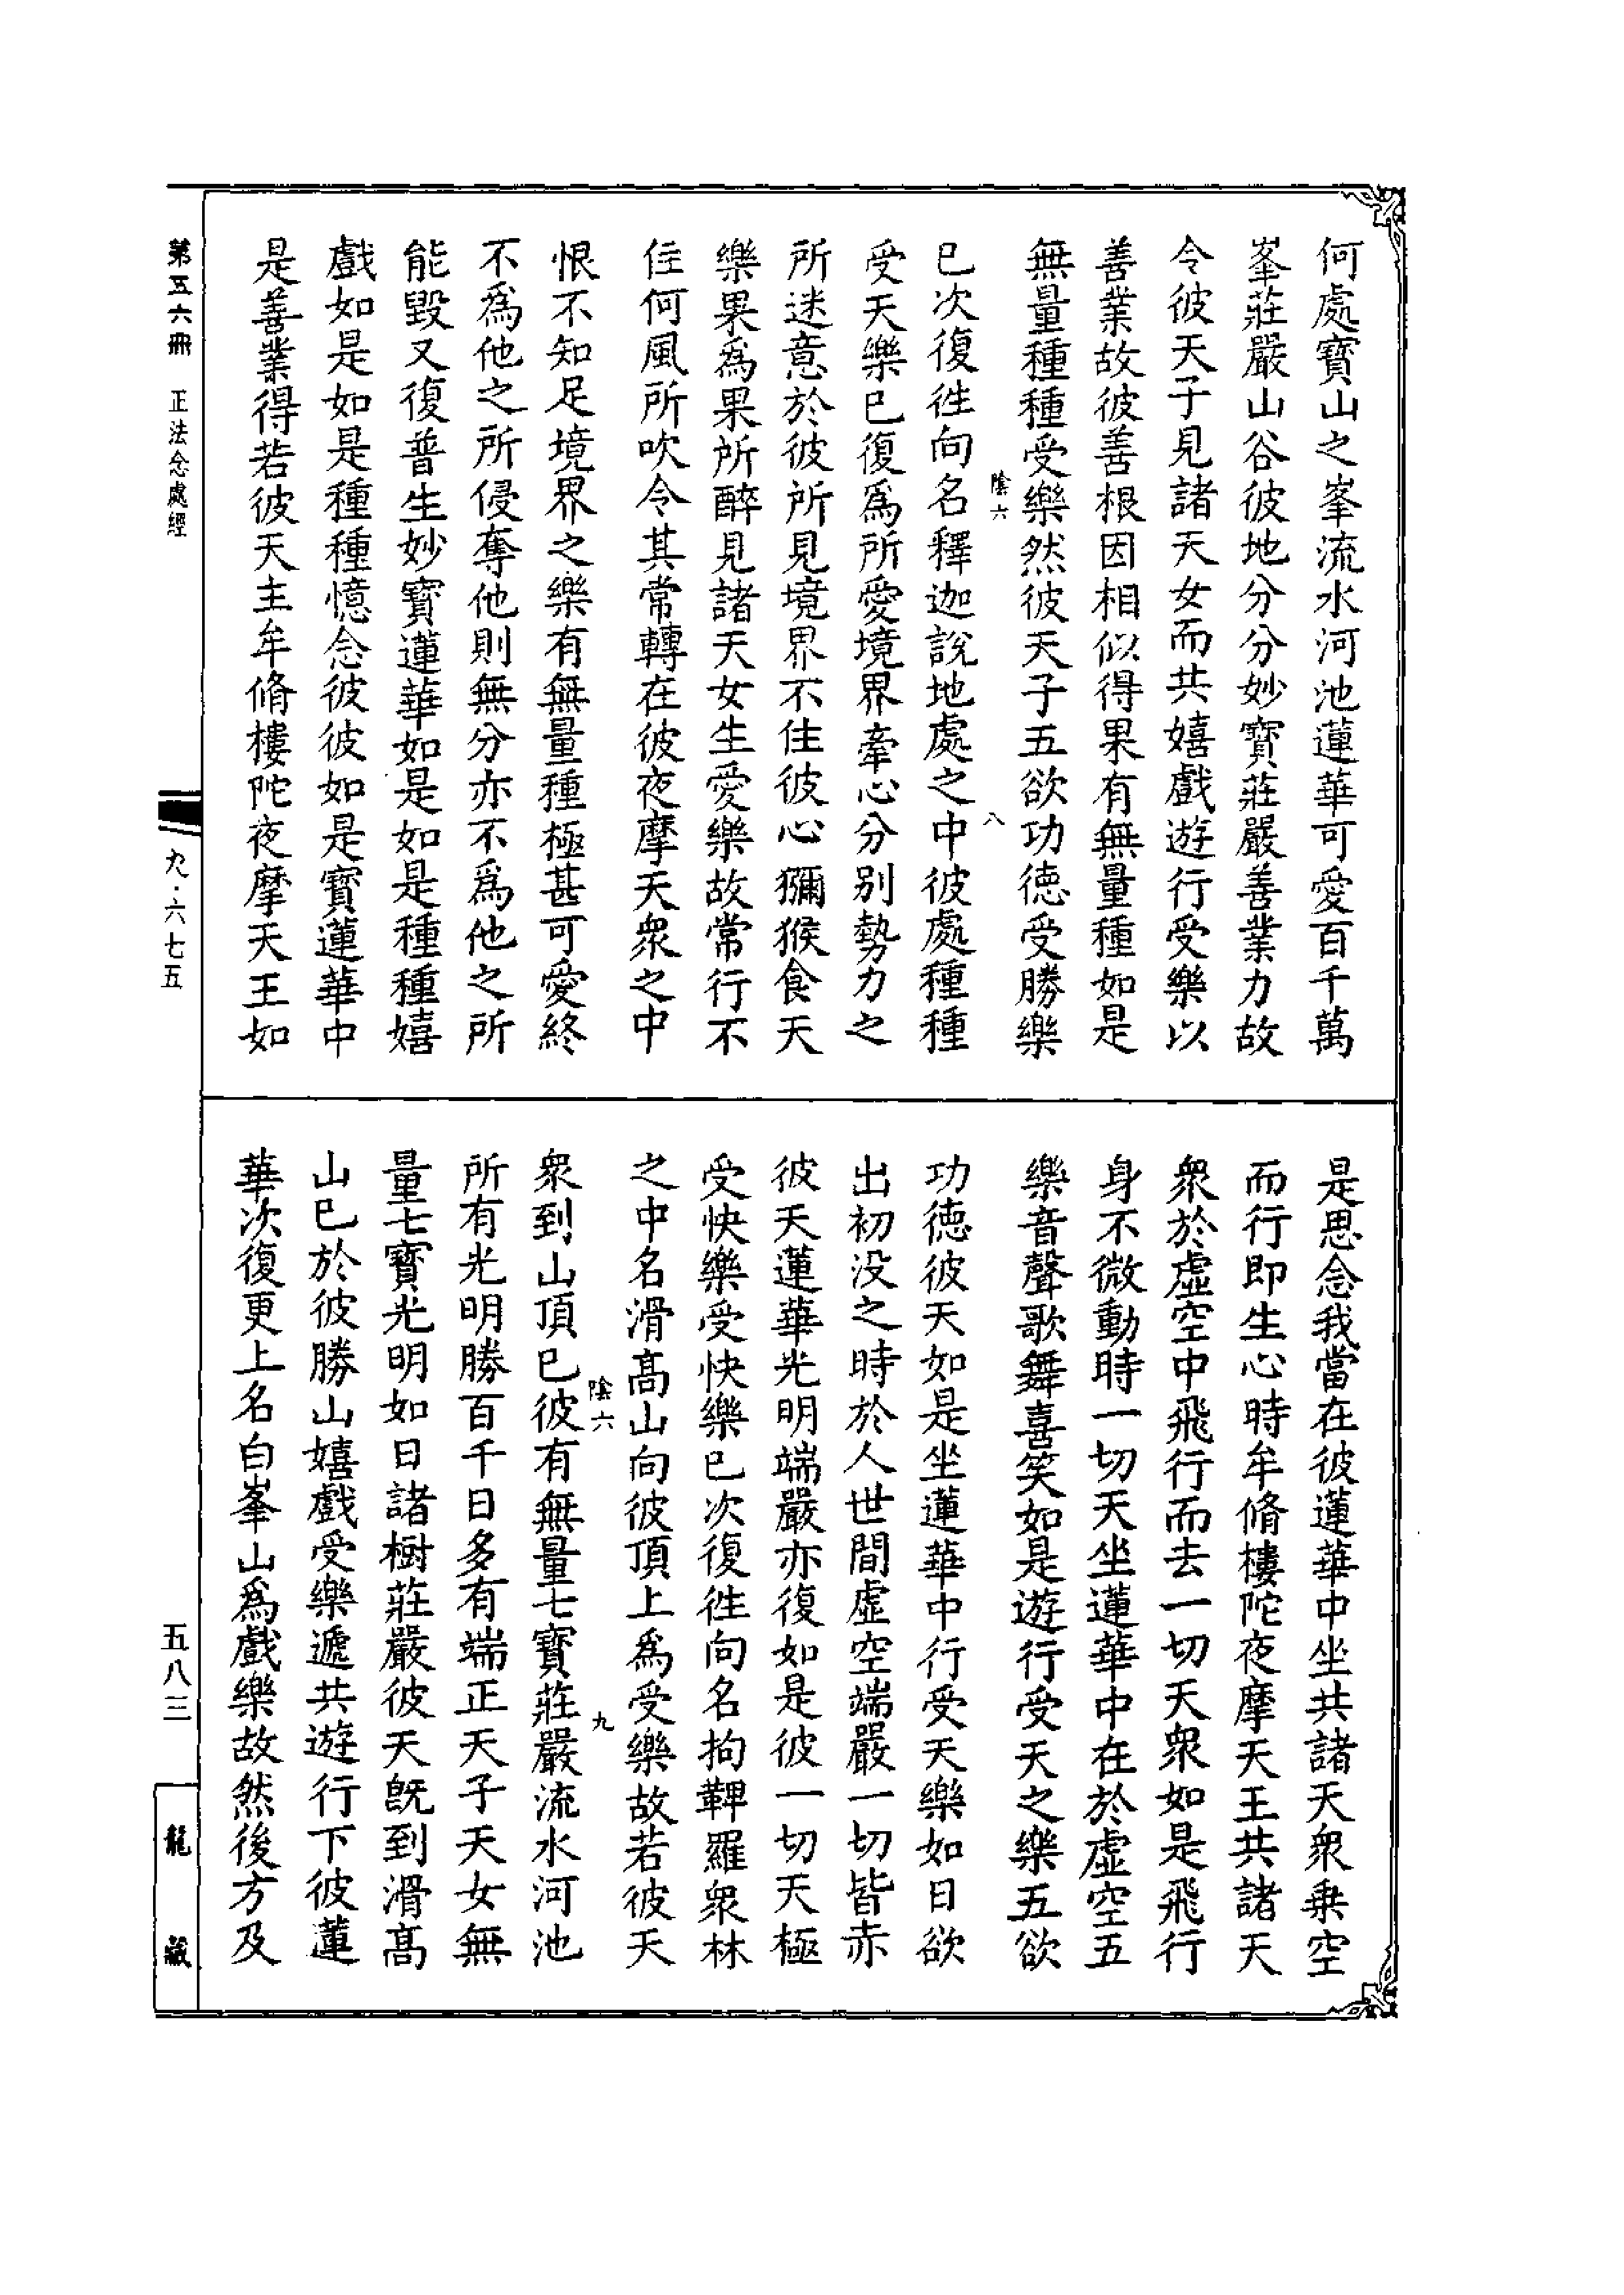 何處寶山之峯流水河池蓮華可愛百千萬
峯莊嚴山谷彼地分分妙寶莊嚴善業力故
令彼天子見諸天女而共嬉戲遊行受樂以
善業故彼善根因相似得果有無量種如是
無量種種受樂然彼天子五欲功德受勝樂
陰六
八
已次復徃向名釋迦說地處之中彼處種種
受天樂已復爲所愛境界牽心分别勢力之
所迷意於彼所見境界不住彼心獼猴食天
樂果爲果所醉見諸天女生愛樂故常行不
住何風所吹令其常轉在彼夜摩天眾之中
恨不知足境界之樂有無量種極甚可愛終
不爲他之所侵奪他則無分亦不爲他之所
能毀又復普生妙寶蓮華如是如是種種嬉
戲如是如是種種憶念彼彼如是寶蓮華中
是善業得若彼天主牟脩樓陀夜摩天王如
是思念我當在彼蓮華中坐共諸天眾乗空
而行即生心時牟脩樓陀夜摩天王共諸天
眾於虛空中飛行而去一切天眾如是飛行
身不微動時一切天坐蓮華中在於虛空五
樂音聲歌舞喜笑如是遊行受天之樂五欲
功德彼天如是坐蓮華中行受天樂如日欲
出初没之時於人世間虛空端嚴一切皆赤
彼天蓮華光明端嚴亦復如是彼一切天極
受快樂受快樂已次復徃向名拘鞞羅眾林
之中名滑髙山向彼頂上爲受樂故若彼天
陰六
九
眾到山頂已彼有無量七寶莊嚴流水河池
所有光明勝百千日多有端正天子天女無
量七寶光明如日諸樹莊嚴彼天旣到滑髙
山已於彼勝山嬉戲受樂遞共遊行下彼蓮
華次復更上名白峯山爲戲樂故然後方及
第五六冊 正法念處經
九·六七五
五八三
龍藏